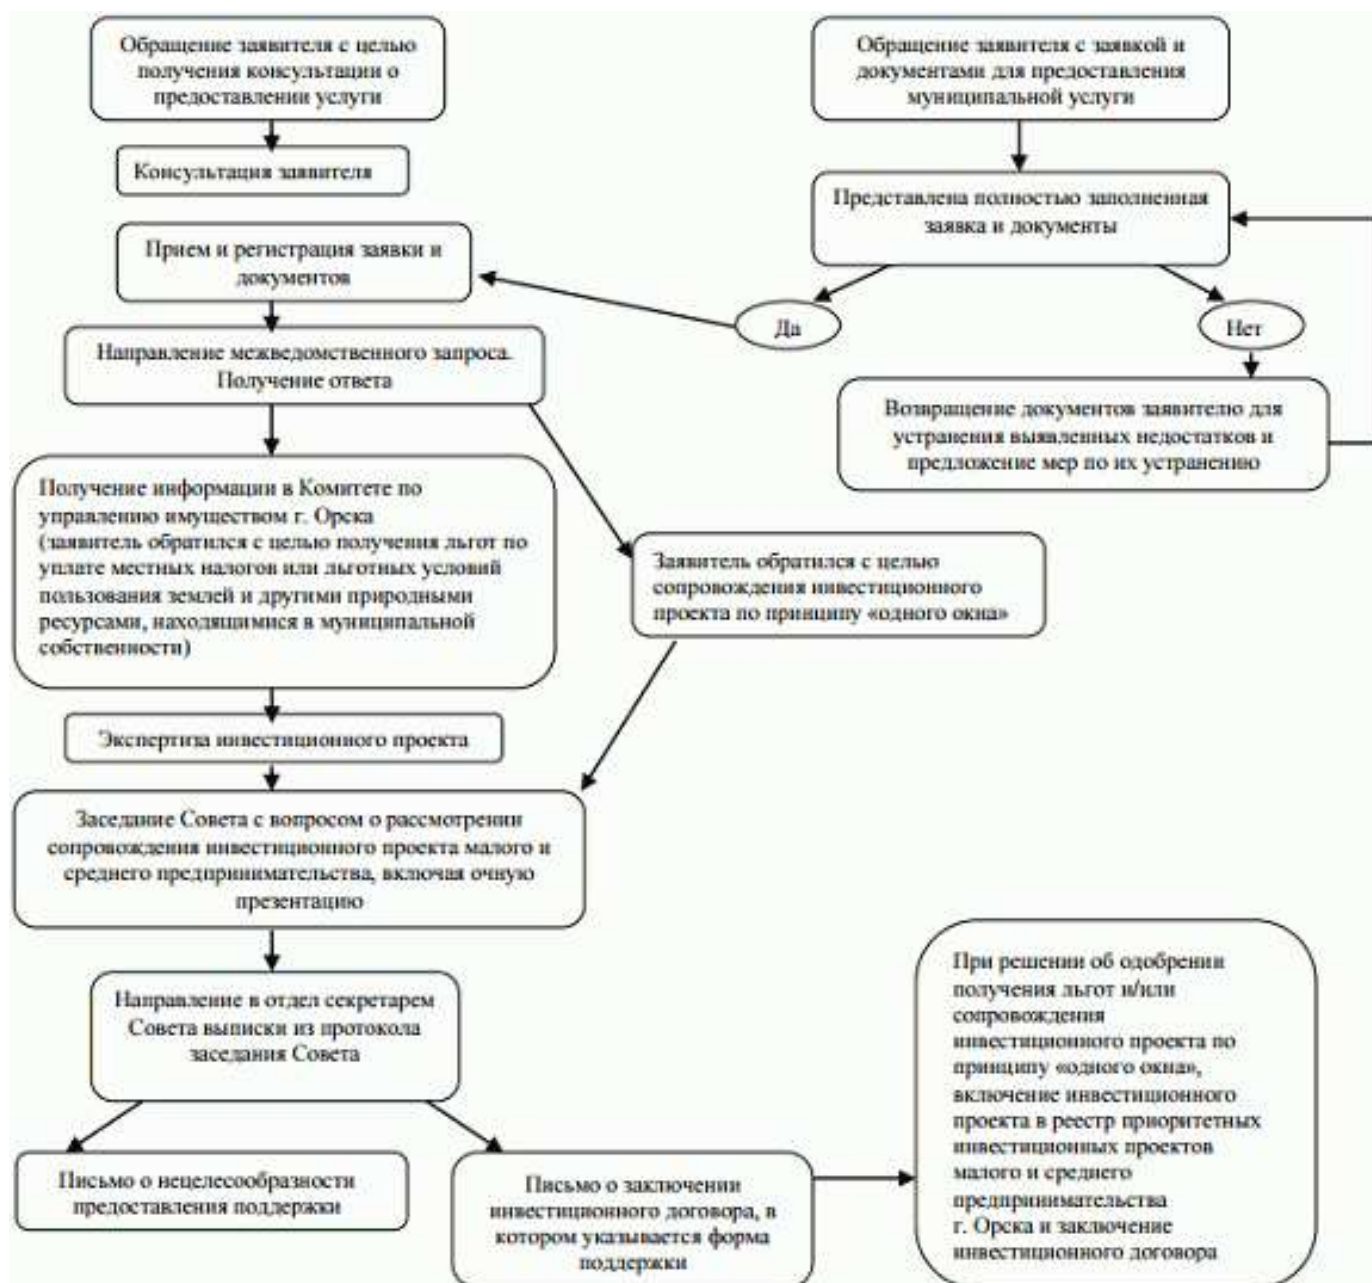 Обращение заявителя с целью
получения консультации о
предоставлении услуги
Консультация заявителя
Обращение заявителя с заявкой и
документами для предоставления
муниципальной услуги
Представлена полностью заполненная
заявка и документы
Да
Нет
Возвращение документов заявителю для
устранения выявленных недостатков и
предложение мер по их устранению
Прием и регистрация заявки и
документов
Направление межведомственного запроса.
Получение ответа
Получение информации в Комитете по
управлению имуществом г. Орска
(заявитель обратился с целью получения льгот по
уплате местных налогов или льготных условий
пользования землей и другими природными
ресурсами, находящимися в муниципальной
собственности)
Заявитель обратился с целью
сопровождения инвестиционного
проекта по принципу «одного окна»
Экспертиза инвестиционного проекта
Заседание Совета с вопросом о рассмотрении
сопровождения инвестиционного проекта малого и
среднего предпринимательства, включая очную
презентацию
Направление в отдел секретарем
Совета выписки из протокола
заседания Совета
Письмо о нецелесообразности
предоставления поддержки
Письмо о заключении
инвестиционного договора, в
котором указывается форма
поддержки
При решении об одобрении
получения льгот и/или
сопровождения
инвестиционного проекта по
принципу «одного окна»,
включение инвестиционного
проекта в реестр приоритетных
инвестиционных проектов
малого и среднего
предпринимательства
г. Орска и заключение
инвестиционного договора